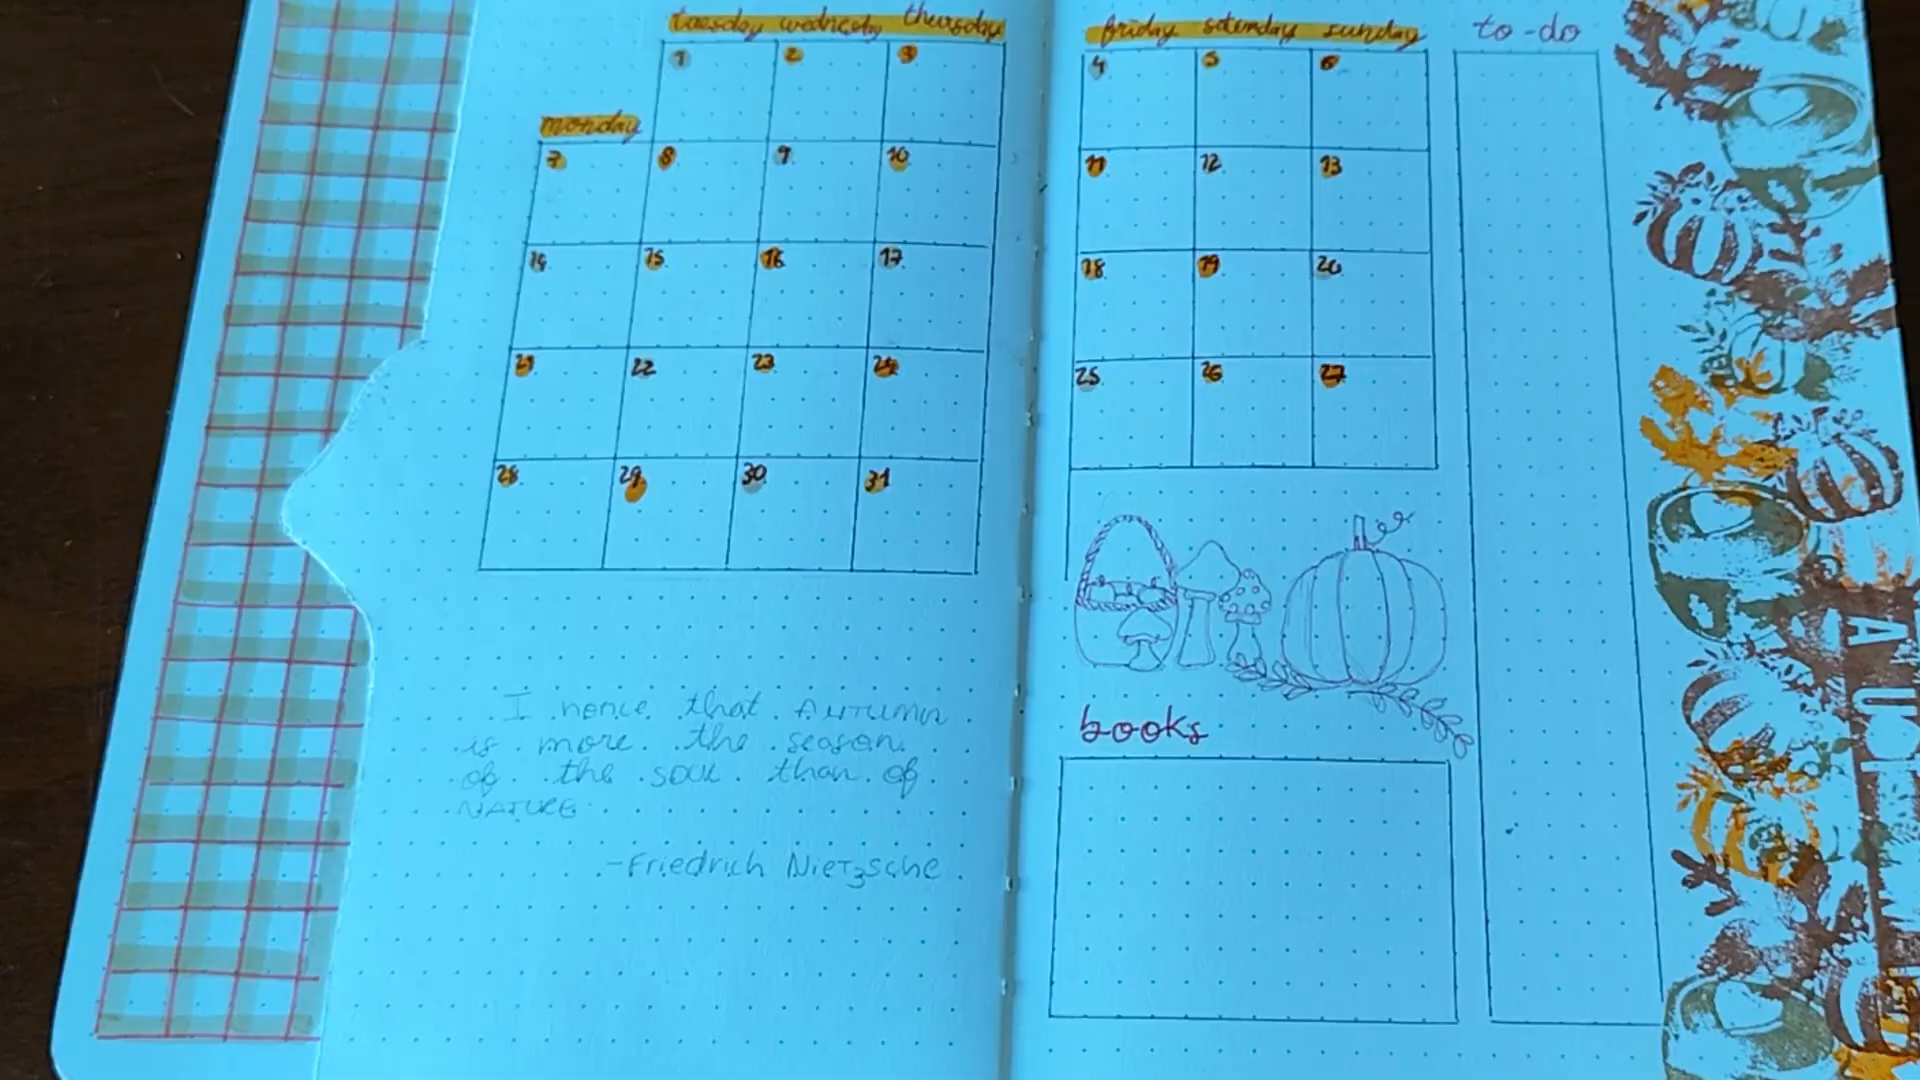 tuesday wednesday thursday friday saturday sunday to-do
1 2 3 4 5 6
monday
7 8 9 10 11 12 13
14 15 16 17 18 19 20
21 22 23 24 25 26 27
28 29 30 31
I that AUTUMN
is more the season
of the soul than of
NATURE
-Friedrich Nietzsche
books